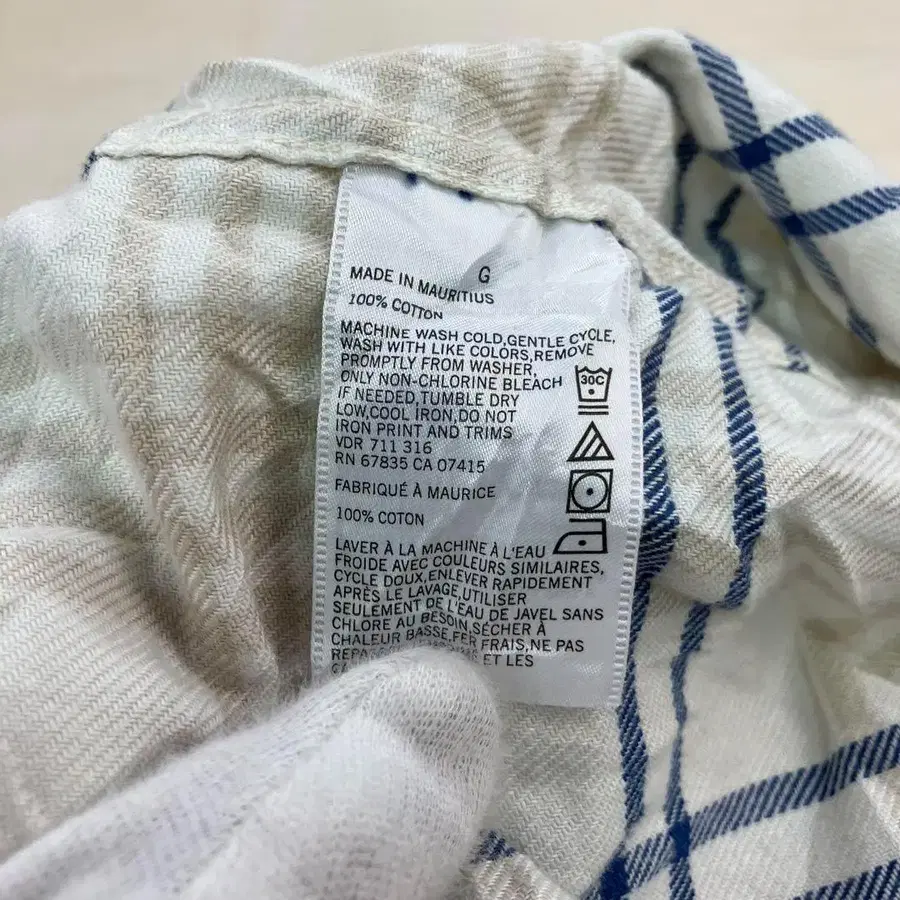 G
MADE IN MAURITIUS
100% COTTON
MACHINE WASH COLD,GENTLE CYCLE,
WASH WITH LIKE COLORS,REMOVE
PROMPTLY FROM WASHER,
ONLY NON-CHLORINE BLEACH
IF NEEDED,TUMBLE DRY
LOW,COOL IRON,DO NOT
IRON PRINT AND TRIMS
VDR 711 316
RN 67835 CA 07415
30C
FABRIQUÉ À MAURICE
100% COTON
LAVER À LA MACHINE À L'EAU
FROIDE AVEC COULEURS SIMILAIRES,
CYCLE DOUX,ENLEVER RAPIDEMENT
APRÈS LE LAVAGE,UTILISER
SEULEMENT DE L'EAU DE JAVEL SANS
CHLORE AU BESOIN,SÉCHER À
CHALEUR BASSE,FER FRAIS,NE PAS
ET LES